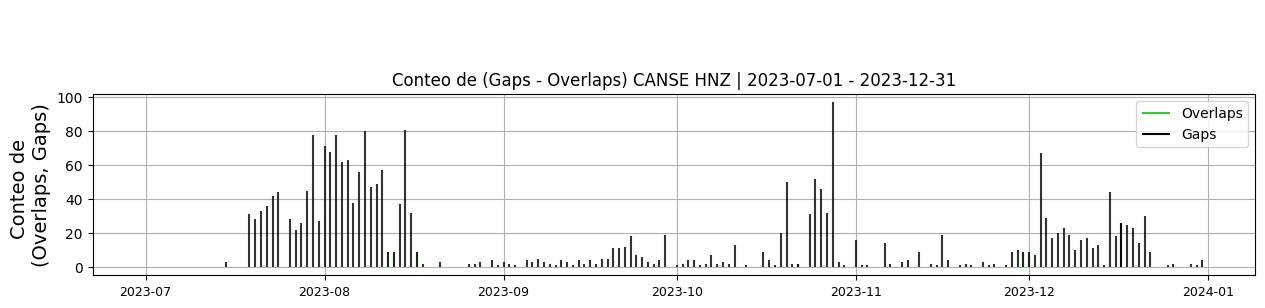 Conteo de (Gaps - Overlaps) CANSE HNZ | 2023-07-01 - 2023-12-31
Conteo de
(Overlaps, Gaps)
100
80
60
40
20
0
Overlaps
Gaps
2023-07 2023-08 2023-09 2023-10 2023-11 2023-12 2024-01